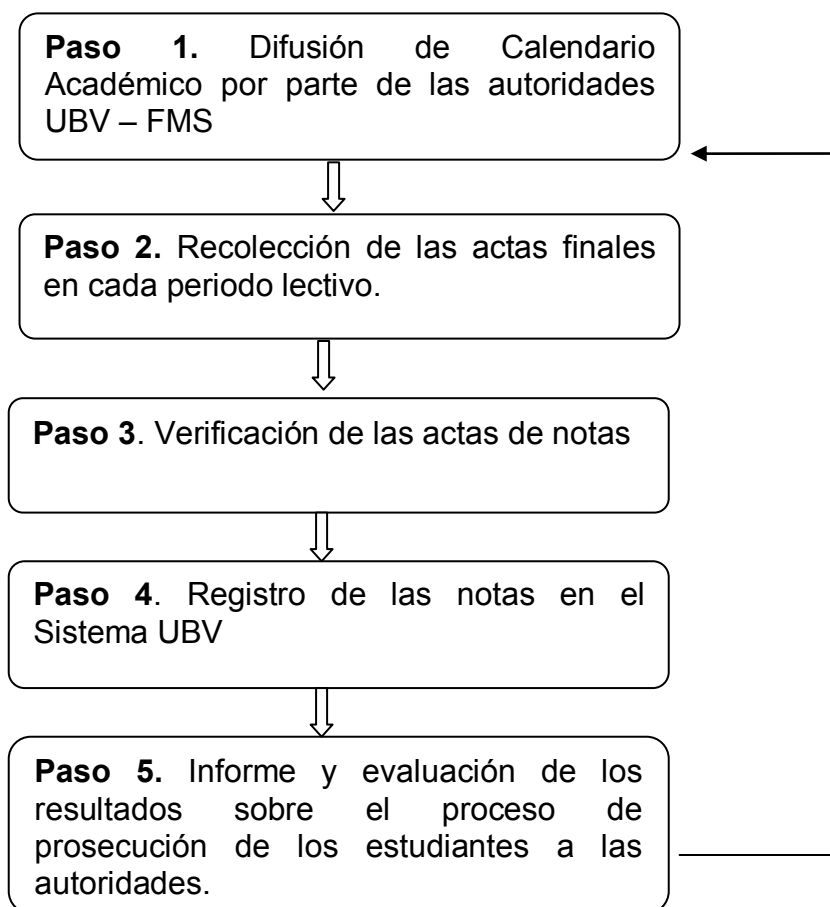 Paso 1. Difusión de Calendario
Académico por parte de las autoridades
UBV – FMS
Paso 2. Recolección de las actas finales
en cada periodo lectivo.
Paso 3. Verificación de las actas de notas
Paso 4. Registro de las notas en el
Sistema UBV
Paso 5. Informe y evaluación de los
resultados sobre el proceso de
prosecución de los estudiantes a las
autoridades.